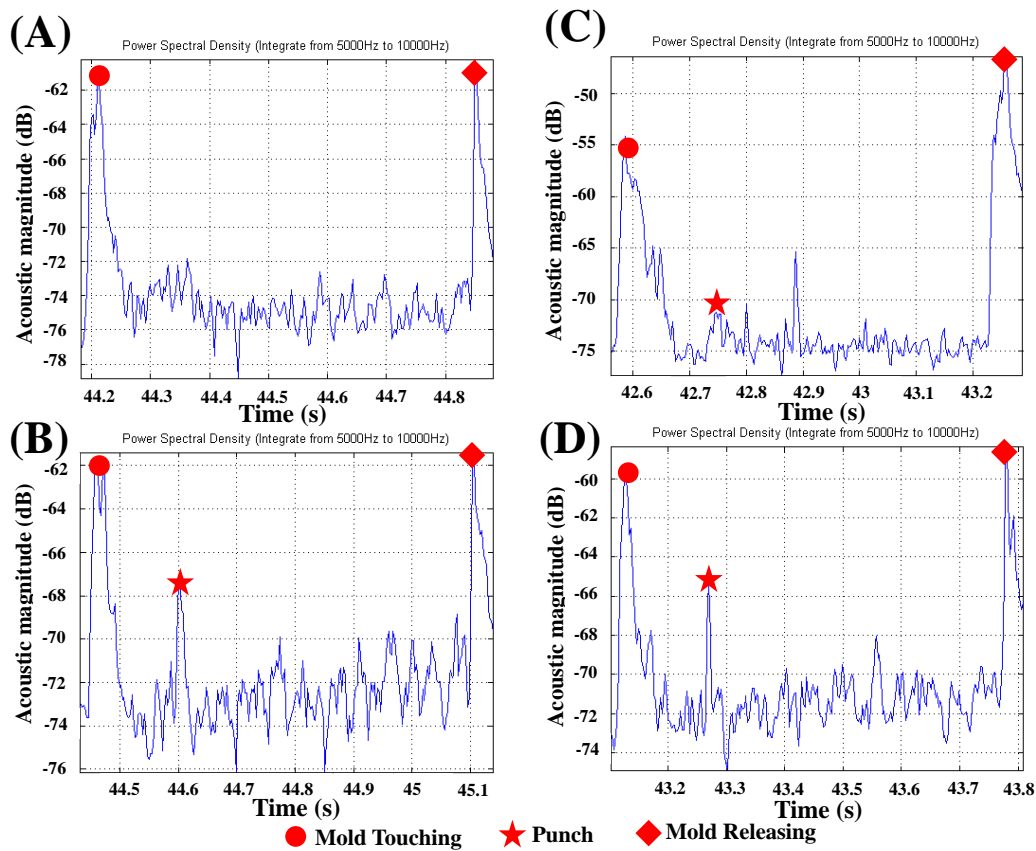 (A)
Power Spectral Density (Integrate from 5000Hz to 10000Hz)
Acoustic magnitude (dB)
-62
-64
-66
-68
-70
-72
-74
-76
-78
44.2 44.3 44.4 44.5 44.6 44.7 44.8
Time (s)
(C)
Power Spectral Density (Integrate from 5000Hz to 10000Hz)
Acoustic magnitude (dB)
-50
-55
-60
-65
-70
-75
42.6 42.7 42.8 42.9 43 43.1 43.2
Time (s)
(B)
Power Spectral Density (Integrate from 5000Hz to 10000Hz)
Acoustic magnitude (dB)
-62
-64
-66
-68
-70
-72
-74
-76
44.5 44.6 44.7 44.8 44.9 45 45.1
Time (s)
(D)
Power Spectral Density (Integrate from 5000Hz to 10000Hz)
Acoustic magnitude (dB)
-60
-62
-64
-66
-68
-70
-72
-74
43.2 43.3 43.4 43.5 43.6 43.7 43.8
Time (s)
Mold Touching Punch Mold Releasing